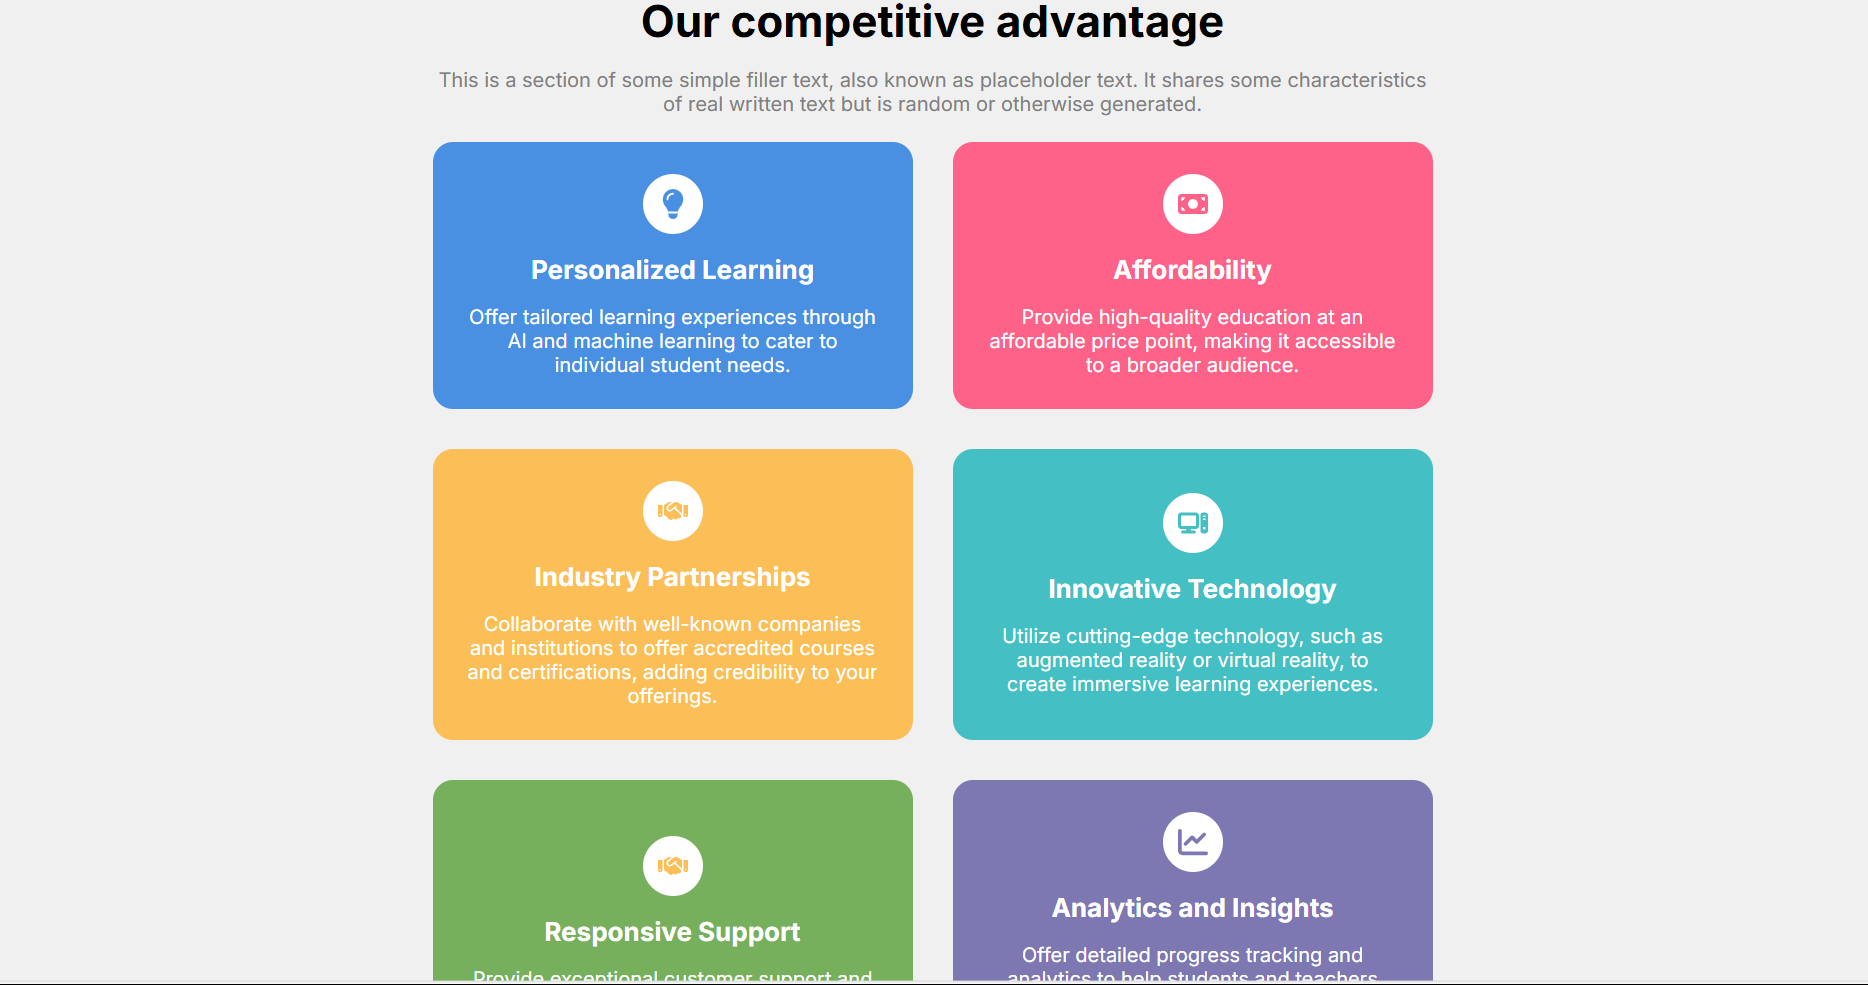 Our competitive advantage
This is a section of some simple filler text, also known as placeholder text. It shares some characteristics
of real written text but is random or otherwise generated.
Personalized Learning
Offer tailored learning experiences through
AI and machine learning to cater to
individual student needs.
Affordability
Provide high-quality education at an
affordable price point, making it accessible
to a broader audience.
Industry Partnerships
Collaborate with well-known companies
and institutions to offer accredited courses
and certifications, adding credibility to your
offerings.
Innovative Technology
Utilize cutting-edge technology, such as
augmented reality or virtual reality, to
create immersive learning experiences.
Responsive Support
Provide exceptional customer support and
Analytics and Insights
Offer detailed progress tracking and
analytics to help students and teachers